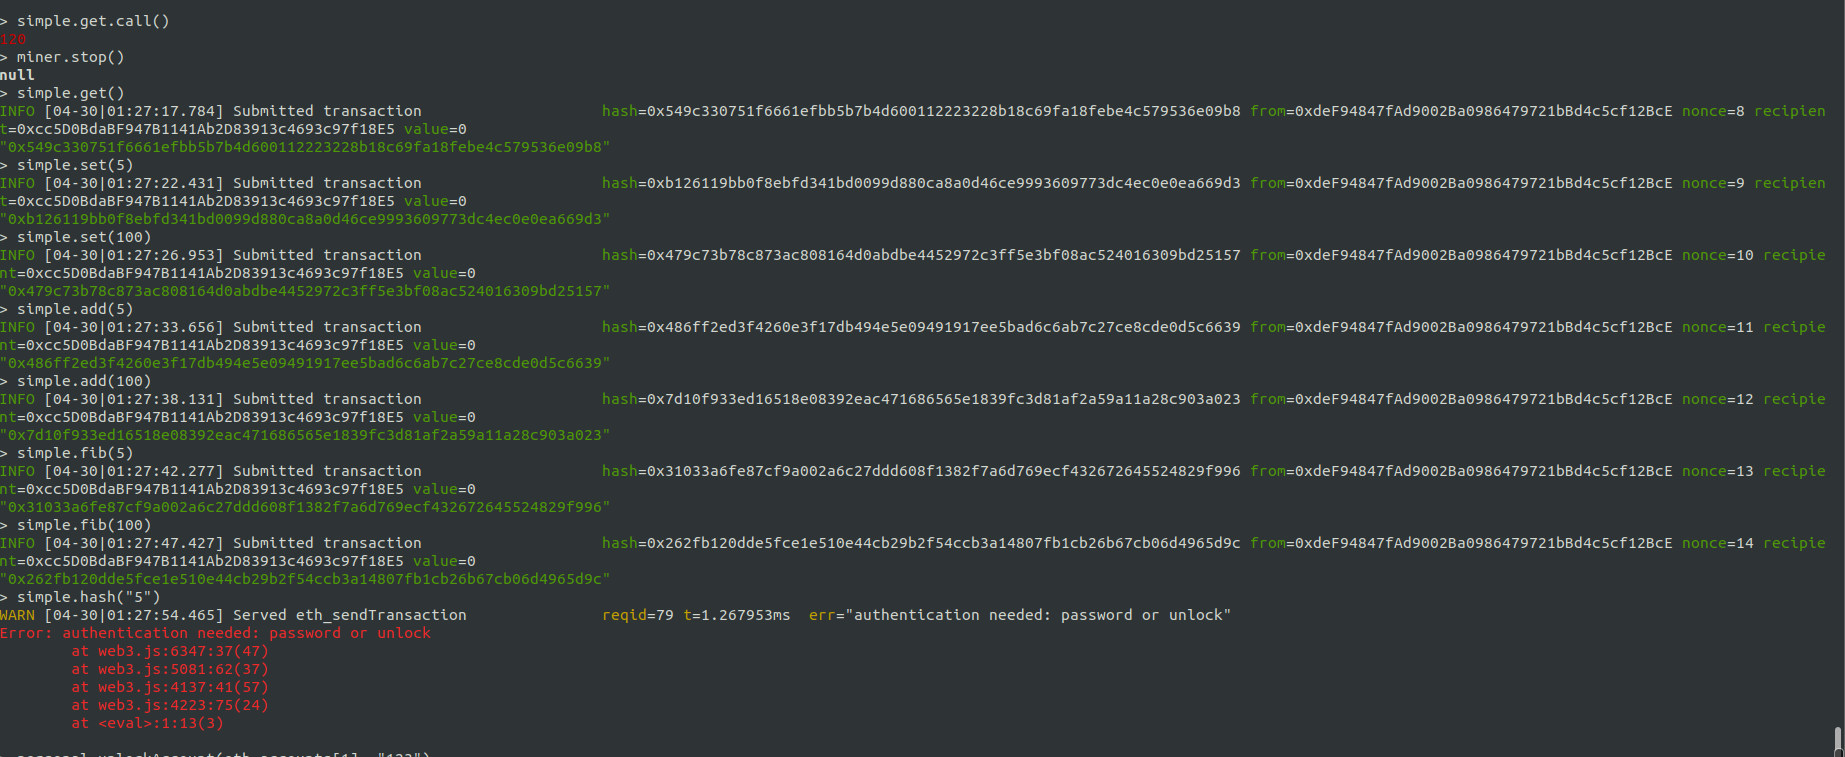 > simple.get.call()
120
> miner.stop()
null
> simple.get()
INFO [04-30|01:27:17.784] Submitted transaction hash=0x549c330751f6661efbb5b7b4d600112223228b18c69fa18febe4c579536e09b8 from=0xdeF94847fAd9002Ba0986479721bBd4c5cf12BcE nonce=8 recipien
t=0xcc5D0BdaBF947B1141Ab2D83913c4693c97f18E5 value=0
"0x549c330751f6661efbb5b7b4d600112223228b18c69fa18febe4c579536e09b8"
> simple.set(5)
INFO [04-30|01:27:22.431] Submitted transaction hash=0xb126119bb0f8ebfd341bd0099d880ca8a0d46ce9993609773dc4ec0e0ea669d3 from=0xdeF94847fAd9002Ba0986479721bBd4c5cf12BcE nonce=9 recipien
t=0xcc5D0BdaBF947B1141Ab2D83913c4693c97f18E5 value=0
"0xb126119bb0f8ebfd341bd0099d880ca8a0d46ce9993609773dc4ec0e0ea669d3"
> simple.set(100)
INFO [04-30|01:27:26.953] Submitted transaction hash=0x479c73b78c873ac808164d0abdbe4452972c3ff5e3bf08ac524016309bd25157 from=0xdeF94847fAd9002Ba0986479721bBd4c5cf12BcE nonce=10 recipie
nt=0xcc5D0BdaBF947B1141Ab2D83913c4693c97f18E5 value=0
"0x479c73b78c873ac808164d0abdbe4452972c3ff5e3bf08ac524016309bd25157"
> simple.add(5)
INFO [04-30|01:27:33.656] Submitted transaction hash=0x486ff2ed3f4260e3f17db494e5e09491917ee5bad6c6ab7c27ce8cde0d5c6639 from=0xdeF94847fAd9002Ba0986479721bBd4c5cf12BcE nonce=11 recipie
nt=0xcc5D0BdaBF947B1141Ab2D83913c4693c97f18E5 value=0
"0x486ff2ed3f4260e3f17db494e5e09491917ee5bad6c6ab7c27ce8cde0d5c6639"
> simple.add(100)
INFO [04-30|01:27:38.131] Submitted transaction hash=0x7d10f933ed16518e08392eac471686565e1839fc3d81af2a59a11a28c903a023 from=0xdeF94847fAd9002Ba0986479721bBd4c5cf12BcE nonce=12 recipie
nt=0xcc5D0BdaBF947B1141Ab2D83913c4693c97f18E5 value=0
"0x7d10f933ed16518e08392eac471686565e1839fc3d81af2a59a11a28c903a023"
> simple.fib(5)
INFO [04-30|01:27:42.277] Submitted transaction hash=0x31033a6fe87cf9a002a6c27ddd608f1382f7a6d769ecf432672645524829f996 from=0xdeF94847fAd9002Ba0986479721bBd4c5cf12BcE nonce=13 recipie
nt=0xcc5D0BdaBF947B1141Ab2D83913c4693c97f18E5 value=0
"0x31033a6fe87cf9a002a6c27ddd608f1382f7a6d769ecf432672645524829f996"
> simple.fib(100)
INFO [04-30|01:27:47.427] Submitted transaction hash=0x262fb120dde5fce1e510e44cb29b2f54ccb3a14807fb1cb26b67cb06d4965d9c from=0xdeF94847fAd9002Ba0986479721bBd4c5cf12BcE nonce=14 recipie
nt=0xcc5D0BdaBF947B1141Ab2D83913c4693c97f18E5 value=0
"0x262fb120dde5fce1e510e44cb29b2f54ccb3a14807fb1cb26b67cb06d4965d9c"
> simple.hash("5")
WARN [04-30|01:27:54.465] Served eth_sendTransaction reqid=79 t=1.267953ms err="authentication needed: password or unlock"
Error: authentication needed: password or unlock
at web3.js:6347:37(47)
at web3.js:5081:62(37)
at web3.js:4137:41(57)
at web3.js:4223:75(24)
at <eval>:1:13(3)